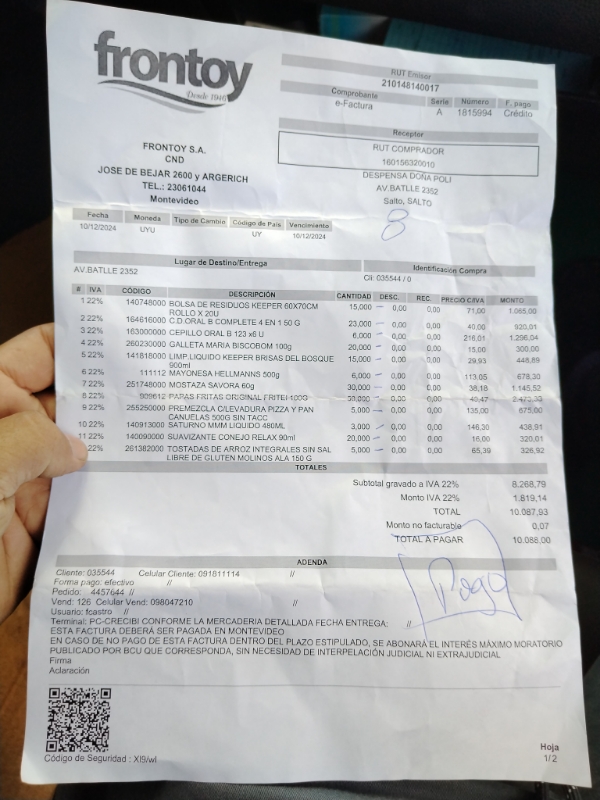 frontoy
Desde 1946
RUT Emisor
210148140017
Comprobante Serie Número F. pago
e-Factura A 1815994 Crédito
Receptor
RUT COMPRADOR
160156320010
DESPENSA DOÑA POLI
AV.BATLLE 2352
Salto, SALTO
FRONTOY S.A.
CND
JOSE DE BEJAR 2600 y ARGERICH
TEL.: 23061044
Montevideo
8
Fecha Moneda Tipo de Cambio Código de País Vencimiento
10/12/2024 UYU UY 10/12/2024
Lugar de Destino/Entrega Identificación Compra
AV.BATLLE 2352 Cli: 035544 / 0
# IVA CÓDIGO DESCRIPCIÓN CANTIDAD DESC. REC. PRECIO C/IVA MONTO
1 22% 140748000 BOLSA DE RESIDUOS KEEPER 60X70CM 15,000 0,00 71,00 1.065,00
ROLLO X 20U
2 22% 164616000 C.D.ORAL B COMPLETE 4 EN 1 50 G 23,000 0,00 0,00 40,00 920,01
3 22% 163000000 CEPILLO ORAL B 123 x6 U 6,000 0,00 0,00 216,01 1.296,04
4 22% 260230000 GALLETA MARIA BISCOBOM 100g 20,000 0,00 0,00 15,00 300,00
5 22% 141818000 LIMP.LIQUIDO KEEPER BRISAS DEL BOSQUE 15,000 0,00 0,00 29,93 448,89
900ml
6 22% 111112 MAYONESA HELLMANNS 500g 6,000 0,00 0,00 113,05 678,30
7 22% 251748000 MOSTAZA SAVORA 60g 30,000 0,00 0,00 38,18 1.145,52
8 22% 909612 PAPAS FRITAS ORIGINAL FRITEI 100G 0,00 0,00 40,47
9 22% 255250000 PREMEZCLA C/LEVADURA PIZZA Y PAN 5,000 0,00 0,00 135,00 675,00
CAÑUELAS 500G SIN TACC
10 22% 140913000 SATURNO MMM LIQUIDO 480ML 3,000 0,00 0,00 146,30 438,91
11 22% 140090000 SUAVIZANTE CONEJO RELAX 90ml 20,000 0,00 0,00 16,00 320,01
22% 261382000 TOSTADAS DE ARROZ INTEGRALES SIN SAL 5,000 0,00 0,00 65,39 326,92
LIBRE DE GLUTEN MOLINOS ALA 150 G
TOTALES
Subtotal gravado a IVA 22% 8.268,79
Monto IVA 22% 1.819,14
TOTAL 10.087,93
Monto no facturable 0,07
TOTAL A PAGAR 10.088,00
Pago
ADENDA
Cliente: 035544 Celular Cliente: 091811114 //
Forma pago: efectivo //
Pedido: 4457644 //
Vend: 126 Celular Vend: 098047210 //
Usuario: fcastro //
Terminal: PC-CRECIBI CONFORME LA MERCADERIA DETALLADA FECHA ENTREGA: //
ESTA FACTURA DEBERÁ SER PAGADA EN MONTEVIDEO
EN CASO DE NO PAGO DE ESTA FACTURA DENTRO DEL PLAZO ESTIPULADO, SE ABONARÁ EL INTERÉS MÁXIMO MORATORIO
PUBLICADO POR BCU QUE CORRESPONDA, SIN NECESIDAD DE INTERPELACIÓN JUDICIAL NI EXTRAJUDICIAL
Firma
Aclaración
Código de Seguridad : XI9/wl
Hoja
1/2